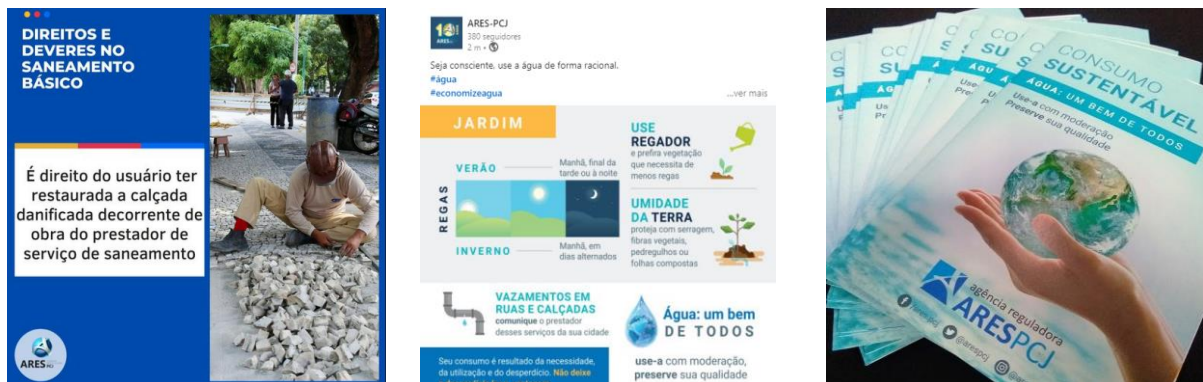 DIREITOS E
DEVERES NO
SANEAMENTO
BÁSICO
É direito do usuário ter
restaurada a calçada
danificada decorrente de
obra do prestador de
serviço de saneamento
ARES PCJ
ARES-PCJ
380 seguidores
2 m •
Seja consciente, use a água de forma racional.
#água
#economizeagua
...ver mais
JARDIM
REGAS
VERÃO
Manhã, final da
tarde ou à noite
INVERNO
Manhã, em
dias alternados
USE
REGADOR
e prefira vegetação
que necessita de
menos regas
UMIDADE
DA TERRA
proteja com serragem,
fibras vegetais,
pedregulhos ou
folhas compostas
VAZAMENTOS EM
RUAS E CALÇADAS
comunique o prestador
desses serviços da sua cidade
Seu consumo é resultado da necessidade,
da utilização e do desperdício. Não deixe
Água: um bem
DE TODOS
use-a com moderação,
preserve sua qualidade
CONSUMO
SUSTENTÁVEL
ÁGUA: UM BEM DE TODOS
Use-a com moderação
Preserve sua qualidade
agência reguladora
ARESPCJ
@arespcj